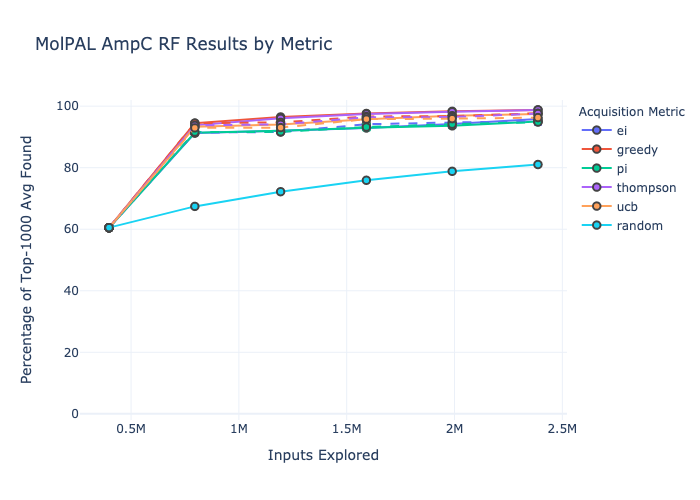 MolPAL AmpC RF Results by Metric
Percentage of Top-1000 Avg Found
100
80
60
40
20
0
0.5M
1M
1.5M
2M
2.5M
Inputs Explored
Acquisition Metric
ei
greedy
pi
thompson
ucb
random